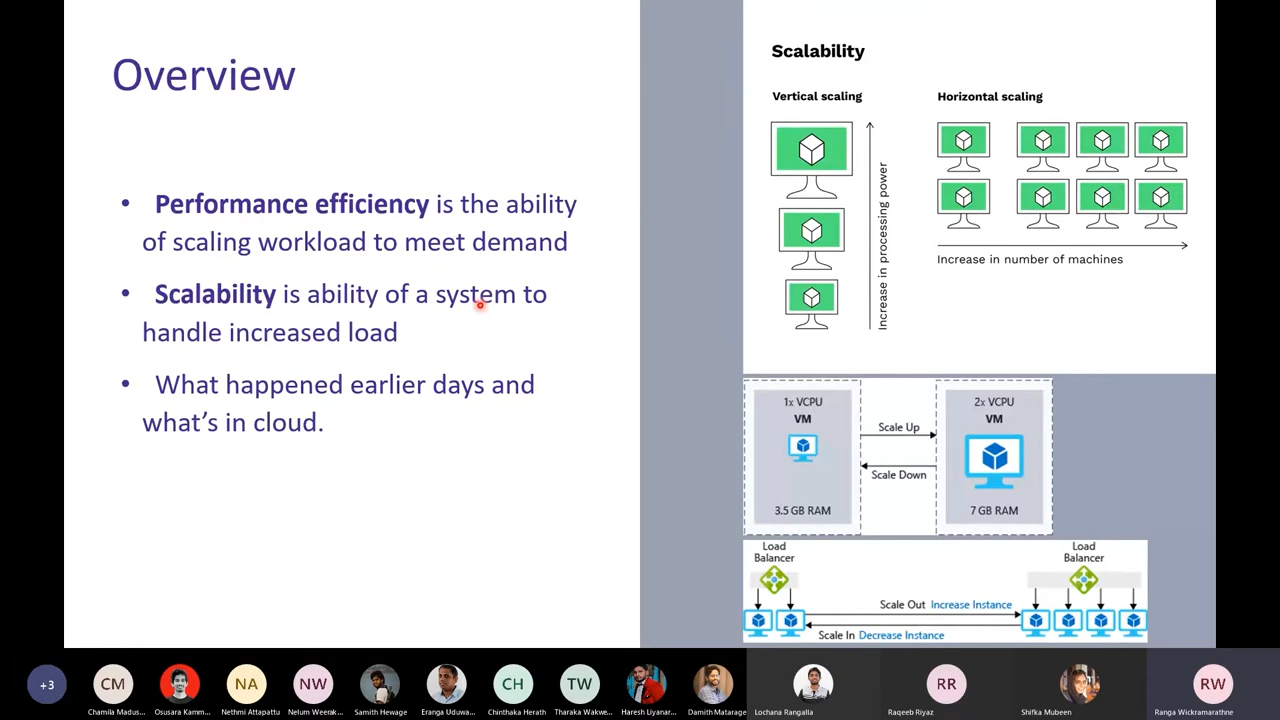 Overview
• Performance efficiency is the ability
of scaling workload to meet demand
• Scalability is ability of a system to
handle increased load
• What happened earlier days and
what's in cloud.
Scalability
Vertical scaling
Increase in processing power
Horizontal scaling
Increase in number of machines
1x VCPU
VM
3.5 GB RAM
Scale Up
Scale Down
2x VCPU
VM
7 GB RAM
Load
Balancer
Load
Balancer
Scale Out Increase Instance
Scale In Decrease Instance
+3
CM
NA
NW
CH
TW
RR
RW
Chamila Madus...
Osusara Kamm...
Nethmi Attapattu
Nelum Weerak...
Samith Hewage
Eranga Uduwa...
Chinthaka Herath
Tharaka Wakwe...
Haresh Liyanar...
Damith Matarage
Lochana Rangalla
Raqeeb Riyaz
Shifka Mubeen
Ranga Wickramarathne